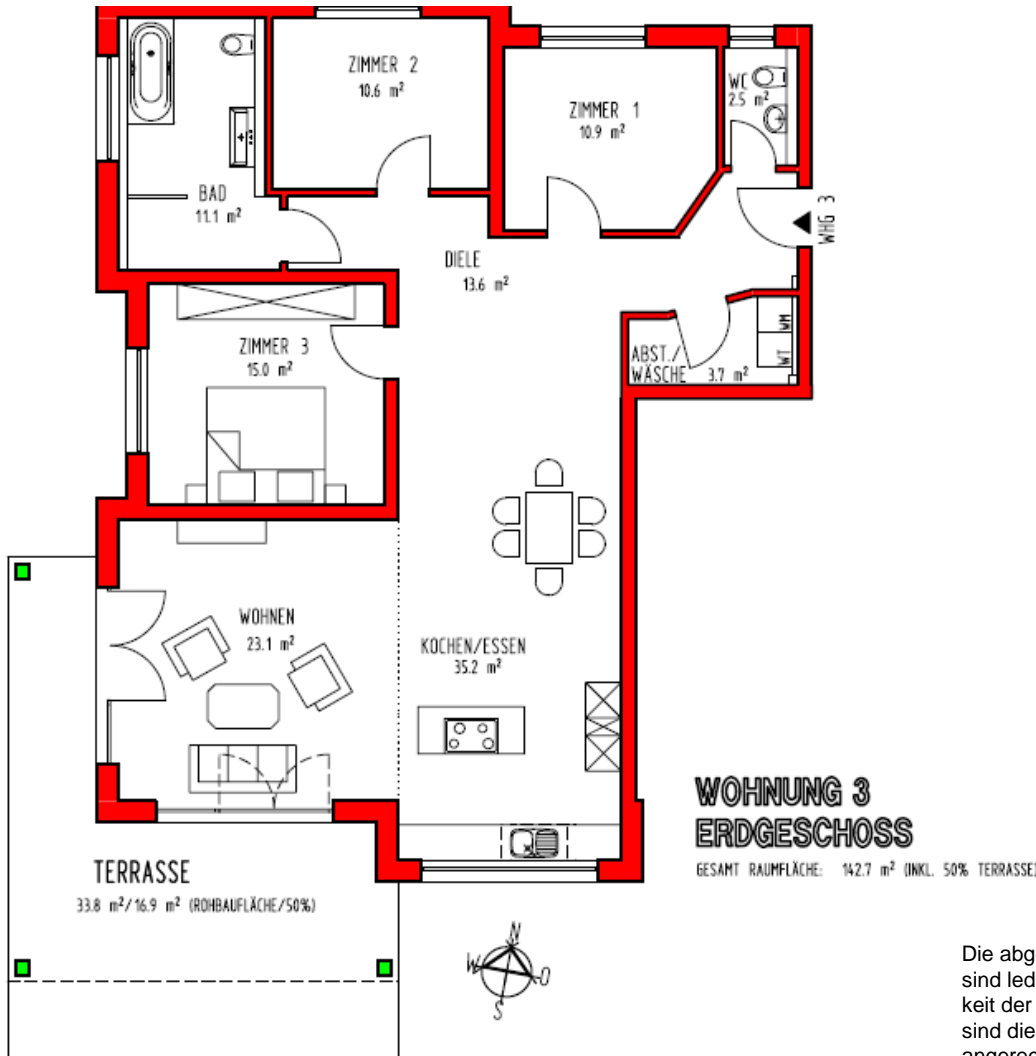 ZIMMER 2
10.6 m²
ZIMMER 1
10.9 m²
WC
2.5 m²
BAD
11.1 m²
WHG 3
DIELE
13.6 m²
ZIMMER 3
15.0 m²
ABST./
WÄSCHE 3.7 m²
WM
WT
WOHNEN
23.1 m²
KOCHEN/ESSEN
35.2 m²
WOHNUNG 3
ERDGESCHOSS
GESAMT RAUMFLÄCHE: 142.7 m² (INKL. 50% TERRASSE)
TERRASSE
33.8 m²/16.9 m² (ROHBAUFLÄCHE/50%)
N
W
O
S
Die abg
sind led
keit der
sind die
angereg